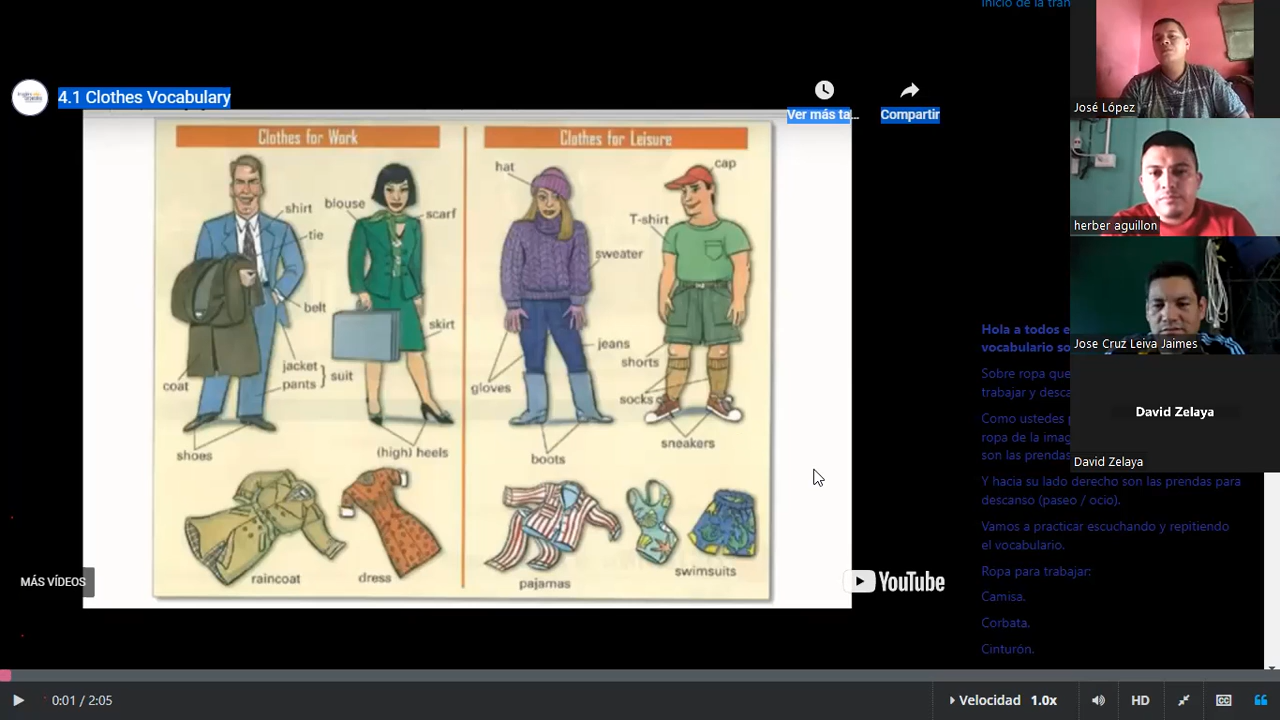 4.1 Clothes Vocabulary
Ver más ta...
Compartir
Clothes for Work
Clothes for Leisure
shirt
blouse
tie
scarf
belt
skirt
jacket
pants
suit
coat
shoes
(high) heels
raincoat
dress
hat
cap
T-shirt
sweater
jeans
shorts
gloves
socks
sneakers
boots
pajamas
swimsuits
MÁS VÍDEOS
YouTube
0:01 / 2:05
Velocidad 1.0x
HD
Inicio de la tran
Hola a todos e
vocabulario so
Sobre ropa que
trabajar y desca
Como ustedes p
ropa de la imag
son las prendas
Y hacia su lado derecho son las prendas para
descanso (paseo / ocio).
Vamos a practicar escuchando y repitiendo
el vocabulario.
Ropa para trabajar:
Camisa.
Corbata.
Cinturón.
José López
herber aguillon
Jose Cruz Leiva Jaimes
David Zelaya
David Zelaya